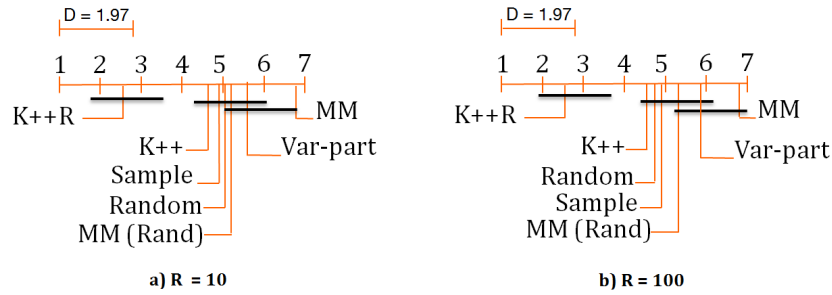 D = 1.97
1 2 3 4 5 6 7
K++R
MM
K++
Var-part
Sample
Random
MM (Rand)
a) R = 10
D = 1.97
1 2 3 4 5 6 7
K++R
MM
K++
Var-part
Random
Sample
MM (Rand)
b) R = 100